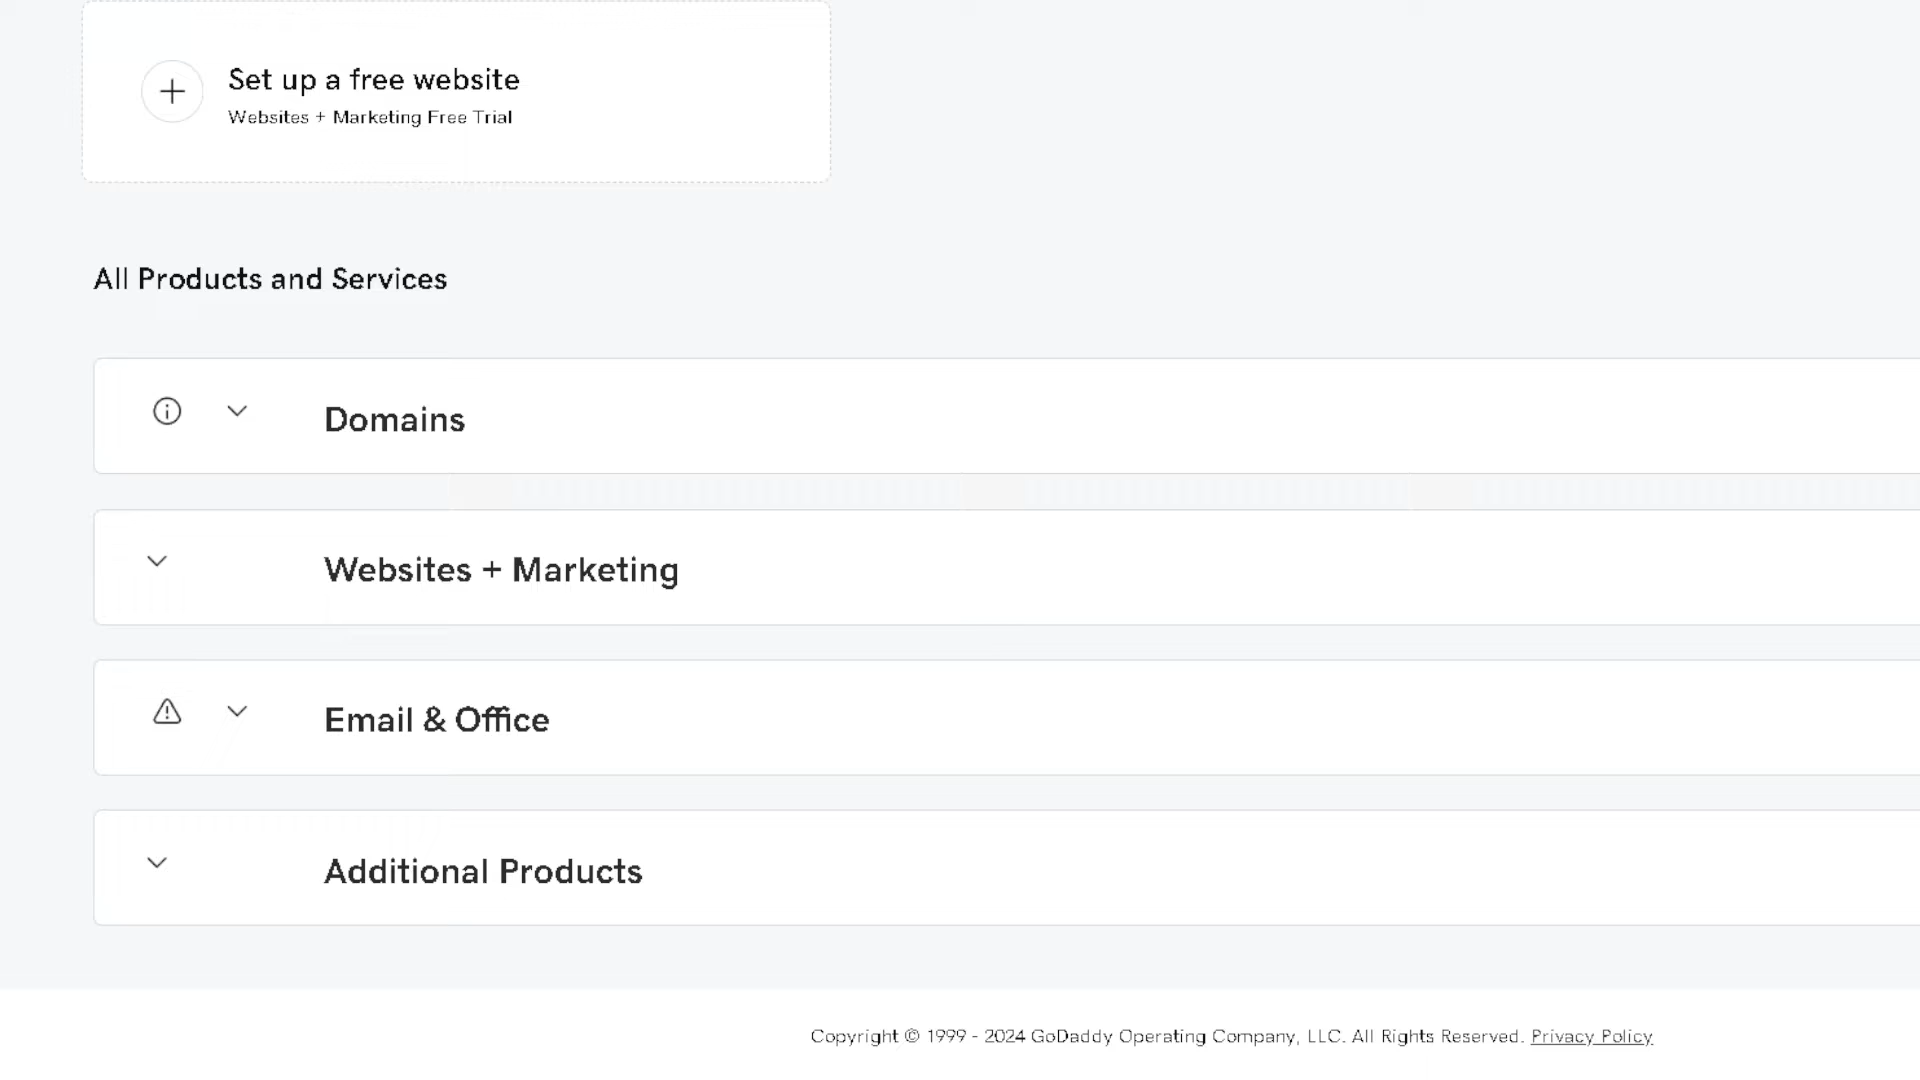 Set up a free website
Websites + Marketing Free Trial
All Products and Services
Domains
Websites + Marketing
Email & Office
Additional Products
Copyright © 1999 - 2024 GoDaddy Operating Company, LLC. All Rights Reserved. Privacy Policy